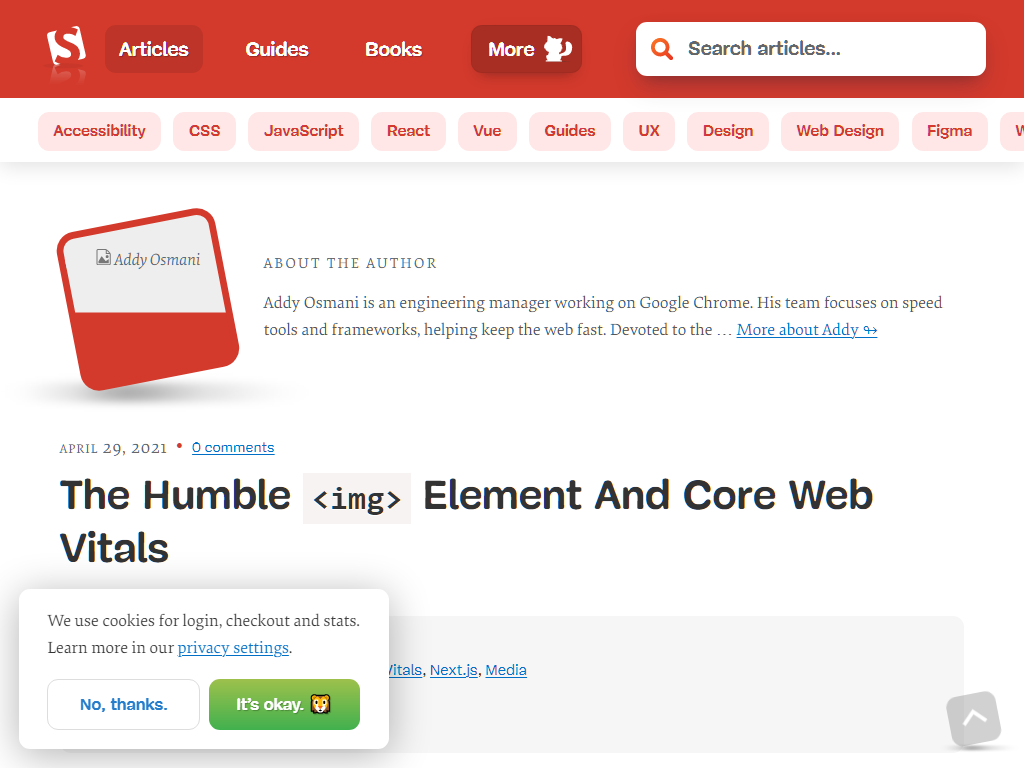 Articles Guides Books More Search articles...
Accessibility CSS JavaScript React Vue Guides UX Design Web Design Figma
Addy Osmani
ABOUT THE AUTHOR
Addy Osmani is an engineering manager working on Google Chrome. His team focuses on speed
tools and frameworks, helping keep the web fast. Devoted to the … More about Addy ↬
APRIL 29, 2021 • 0 comments
The Humble <img> Element And Core Web
Vitals
We use cookies for login, checkout and stats.
Learn more in our privacy settings.
Vitals, Next.js, Media
No, thanks. It's okay. 🐯